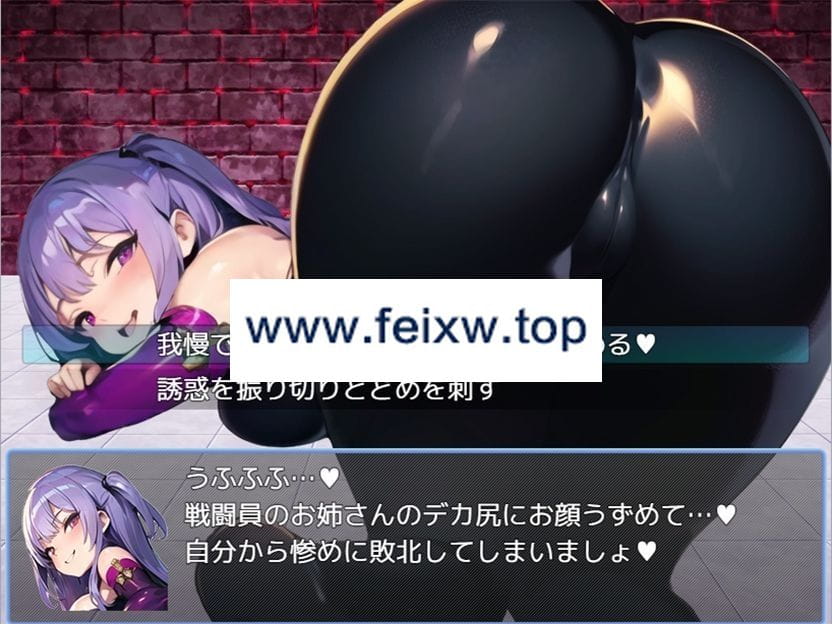 www.feixw.top
我慢で
る♥
誘惑を振り切りとどめを刺す
うふふふ…♥
戦闘員のお姉さんのデカ尻にお顔うずめて…♥
自分から惨めに敗北してしまいましょ♥